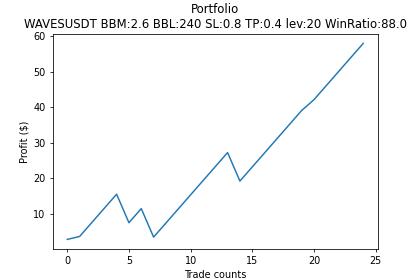 Portfolio
WAVESUSDT BBM:2.6 BBL:240 SL:0.8 TP:0.4 lev:20 WinRatio:88.0
60
50
40
30
20
10
Profit ($)
0 5 10 15 20 25
Trade counts